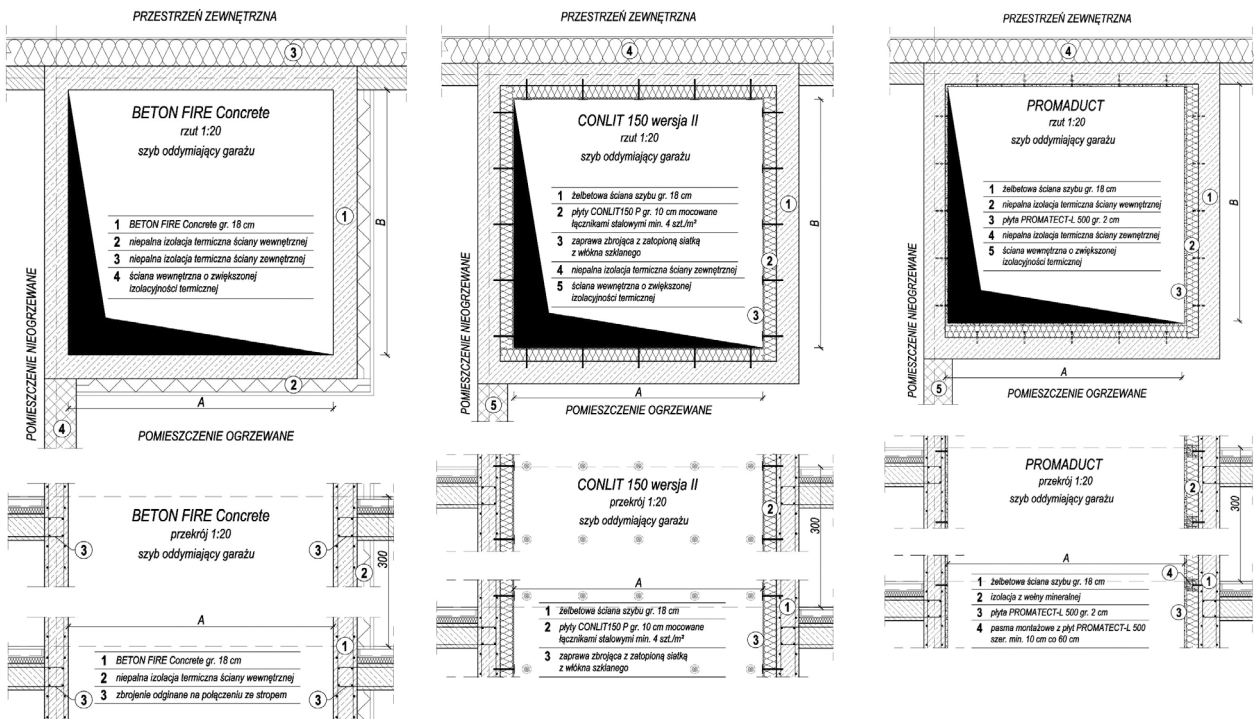 PRZESTRZEŃ ZEWNĘTRZNA
3
BETON FIRE Concrete
rzut 1:20
szyb oddymiający garażu
1 BETON FIRE Concrete gr. 18 cm
2 niepalna izolacja termiczna ściany wewnętrznej
3 niepalna izolacja termiczna ściany zewnętrznej
4 ściana wewnętrzna o zwiększonej
izolacyjności termicznej
1
B
2
A
4
POMIESZCZENIE NIEOGRZEWANE
POMIESZCZENIE OGRZEWANE
BETON FIRE Concrete
przekrój 1:20
szyb oddymiający garażu
3
3
2
300
A
1
1 BETON FIRE Concrete gr. 18 cm
2 niepalna izolacja termiczna ściany wewnętrznej
3 zbrojenie odginane na połączeniu ze stropem
3
3
PRZESTRZEŃ ZEWNĘTRZNA
4
CONLIT 150 wersja II
rzut 1:20
szyb oddymiający garażu
1 żelbetowa ściana szybu gr. 18 cm
2 płyty CONLIT150 P gr. 10 cm mocowane
łącznikami stalowymi min. 4 szt./m²
3 zaprawa zbrojąca z zatopioną siatką
z włókna szklanego
4 niepalna izolacja termiczna ściany zewnętrznej
5 ściana wewnętrzna o zwiększonej
izolacyjności termicznej
1
B
2
3
A
5
POMIESZCZENIE NIEOGRZEWANE
POMIESZCZENIE OGRZEWANE
CONLIT 150 wersja II
przekrój 1:20
szyb oddymiający garażu
2
300
A
1
1 żelbetowa ściana szybu gr. 18 cm
2 płyty CONLIT150 P gr. 10 cm mocowane
łącznikami stalowymi min. 4 szt./m²
3 zaprawa zbrojąca z zatopioną siatką
z włókna szklanego
3
PRZESTRZEŃ ZEWNĘTRZNA
4
PROMADUCT
rzut 1:20
szyb oddymiający garażu
1 żelbetowa ściana szybu gr. 18 cm
2 niepalna izolacja termiczna ściany wewnętrznej
3 płyta PROMATECT-L 500 gr. 2 cm
4 niepalna izolacja termiczna ściany zewnętrznej
5 ściana wewnętrzna o zwiększonej
izolacyjności termicznej
1
B
2
3
A
5
POMIESZCZENIE NIEOGRZEWANE
POMIESZCZENIE OGRZEWANE
PROMADUCT
przekrój 1:20
szyb oddymiający garażu
2
300
A
4
1
1 żelbetowa ściana szybu gr. 18 cm
2 izolacja z wełny mineralnej
3 płyta PROMATECT-L 500 gr. 2 cm
4 pasma montażowe z płyt PROMATECT-L 500
szer. min. 10 cm co 60 cm
3